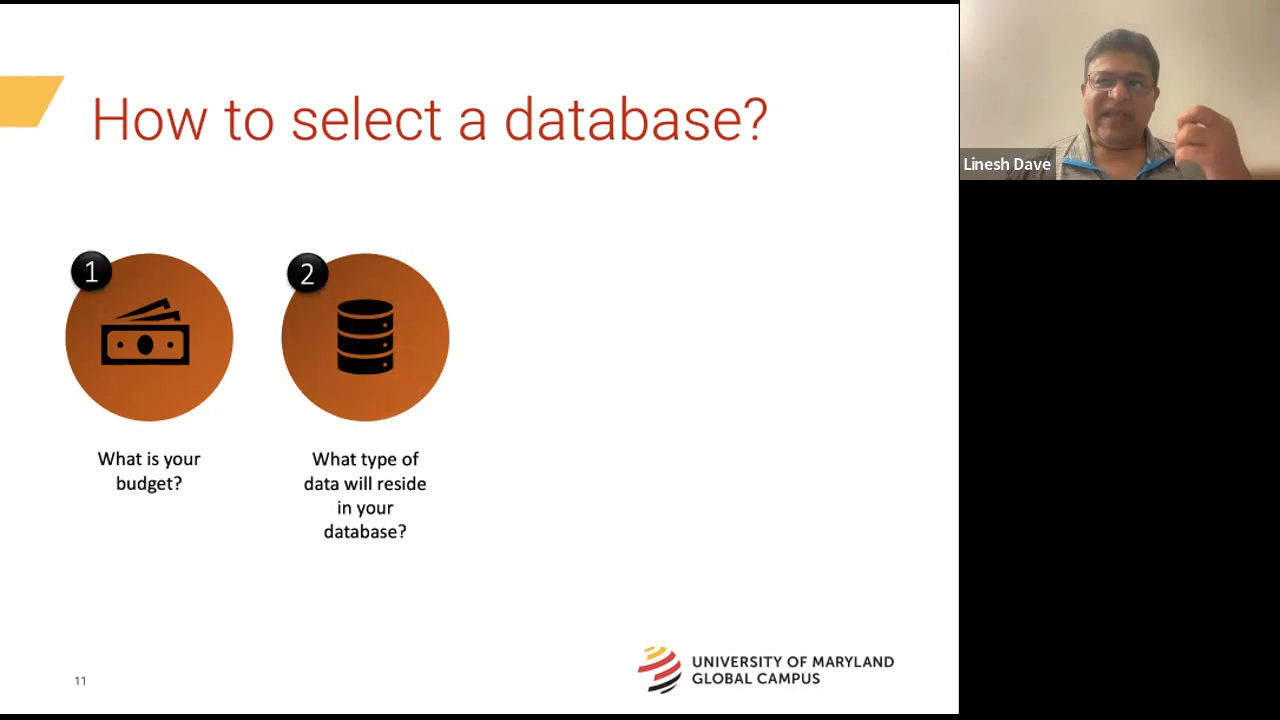 How to select a database?
1
2
What is your
budget?
What type of
data will reside
in your
database?
11
UNIVERSITY OF MARYLAND
GLOBAL CAMPUS
Linesh Dave